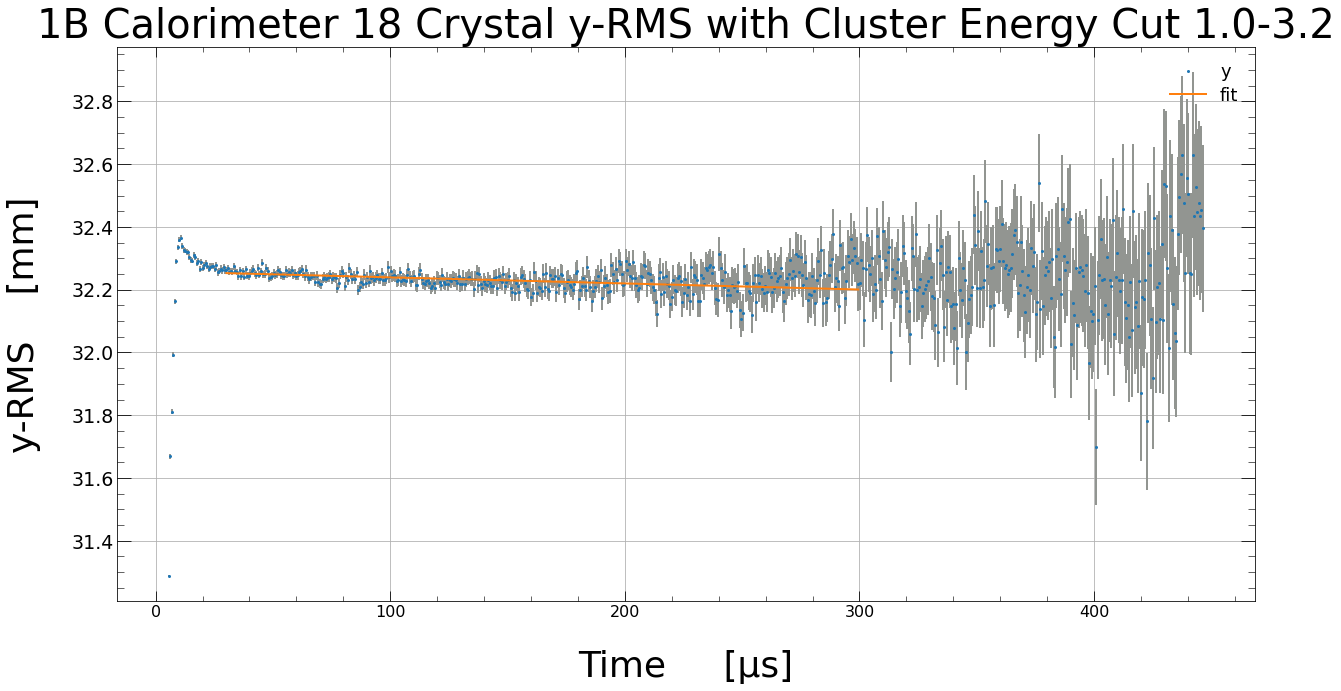 1B Calorimeter 18 Crystal y-RMS with Cluster Energy Cut 1.0-3.2
y
fit
32.8
32.6
32.4
32.2
32.0
31.8
31.6
31.4
y-RMS [mm]
0 100 200 300 400
Time [µs]